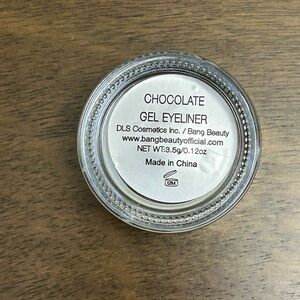 CHOCOLATE
GEL EYELINER
DLS Cosmetics Inc. / Bang Beauty
www.bangbeautyofficial.com
NET WT:3.5g/0.12oz
Made in China
12M